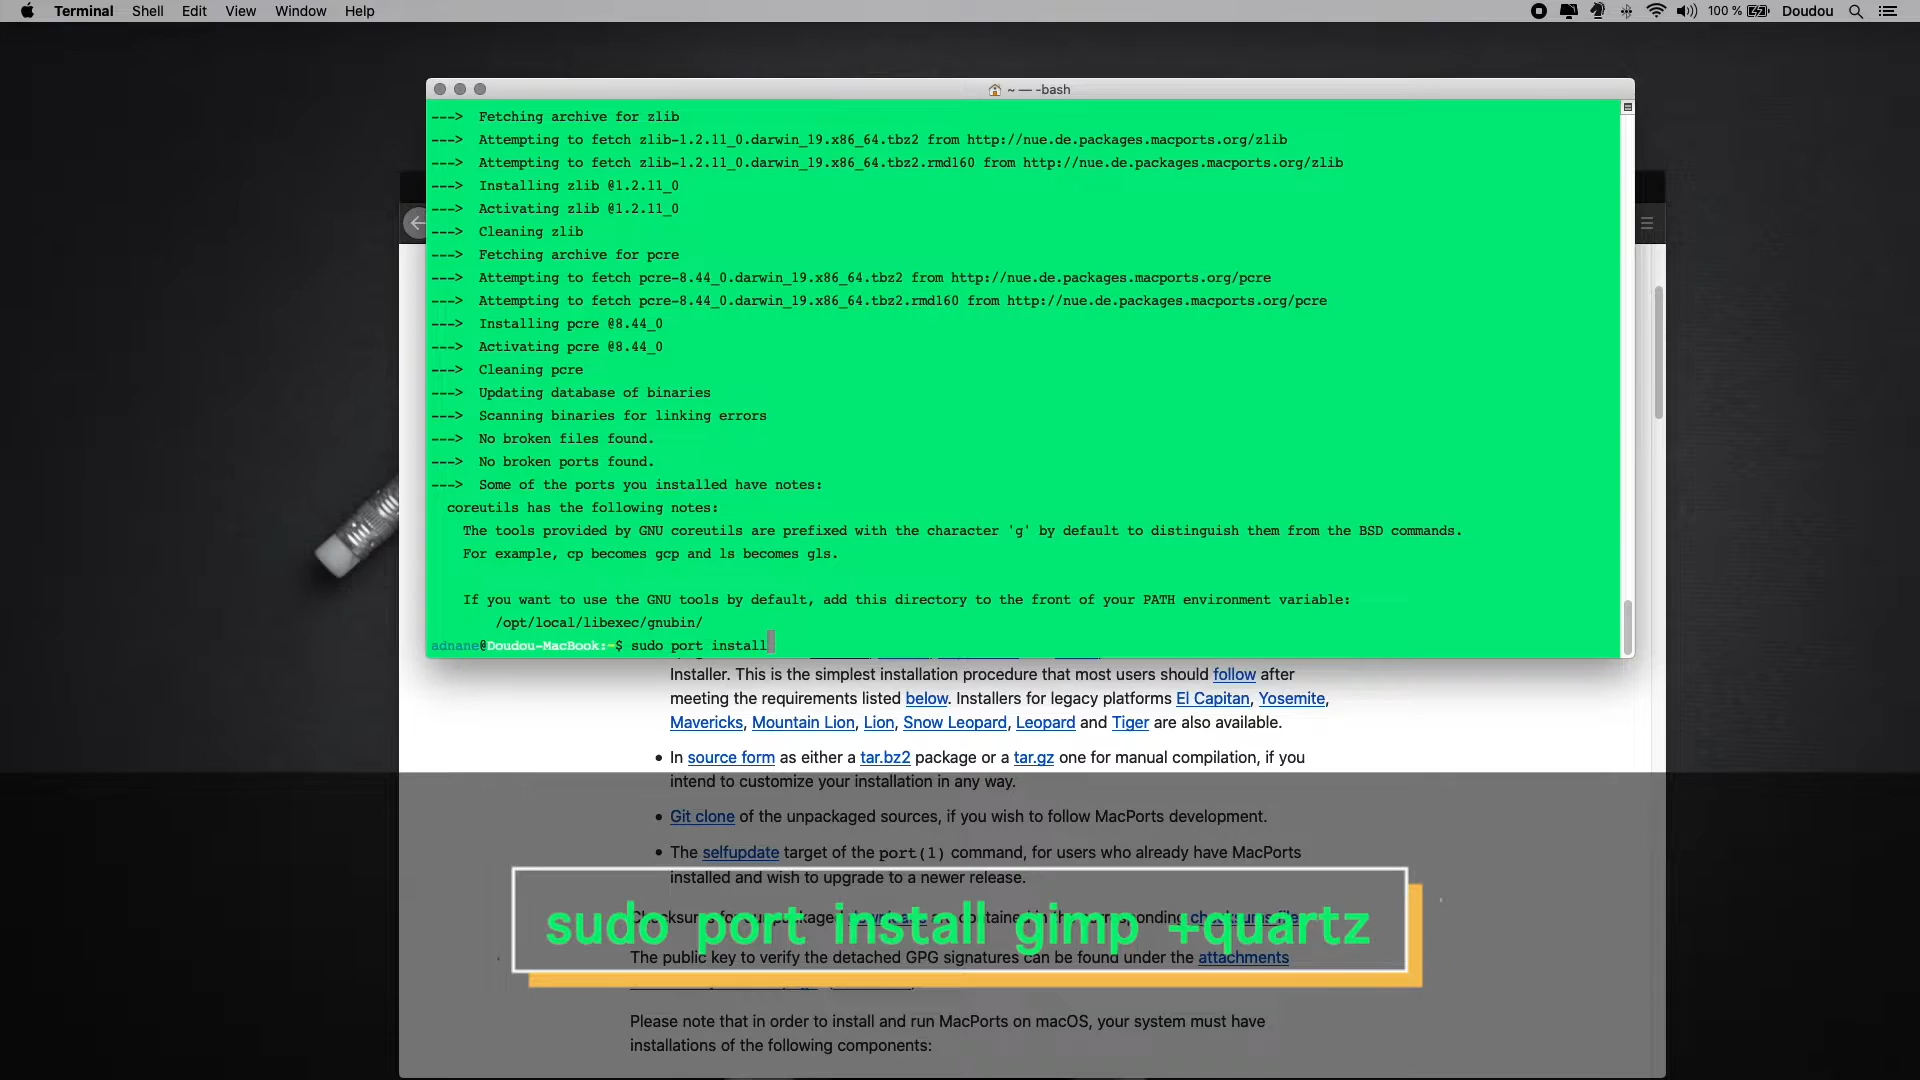 Terminal Shell Edit View Window Help 100 % Doudou
~ — -bash
---> Fetching archive for zlib
---> Attempting to fetch zlib-1.2.11_0.darwin_19.x86_64.tbz2 from http://nue.de.packages.macports.org/zlib
---> Attempting to fetch zlib-1.2.11_0.darwin_19.x86_64.tbz2.rmd160 from http://nue.de.packages.macports.org/zlib
---> Installing zlib @1.2.11_0
---> Activating zlib @1.2.11_0
---> Cleaning zlib
---> Fetching archive for pcre
---> Attempting to fetch pcre-8.44_0.darwin_19.x86_64.tbz2 from http://nue.de.packages.macports.org/pcre
---> Attempting to fetch pcre-8.44_0.darwin_19.x86_64.tbz2.rmd160 from http://nue.de.packages.macports.org/pcre
---> Installing pcre @8.44_0
---> Activating pcre @8.44_0
---> Cleaning pcre
---> Updating database of binaries
---> Scanning binaries for linking errors
---> No broken files found.
---> No broken ports found.
---> Some of the ports you installed have notes:
coreutils has the following notes:
The tools provided by GNU coreutils are prefixed with the character 'g' by default to distinguish them from the BSD commands.
For example, cp becomes gcp and ls becomes gls.
If you want to use the GNU tools by default, add this directory to the front of your PATH environment variable:
/opt/local/libexec/gnubin/
adnane@Doudou-MacBook:~$ sudo port install
Installer. This is the simplest installation procedure that most users should follow after
meeting the requirements listed below. Installers for legacy platforms El Capitan, Yosemite,
Mavericks, Mountain Lion, Lion, Snow Leopard, Leopard and Tiger are also available.
• In source form as either a tar.bz2 package or a tar.gz one for manual compilation, if you
intend to customize your installation in any way.
• Git clone of the unpackaged sources, if you wish to follow MacPorts development.
• The selfupdate target of the port(1) command, for users who already have MacPorts
installed and wish to upgrade to a newer release.
sudo port install gimp +quartz
The public key to verify the detached GPG signatures can be found under the attachments
Please note that in order to install and run MacPorts on macOS, your system must have
installations of the following components: